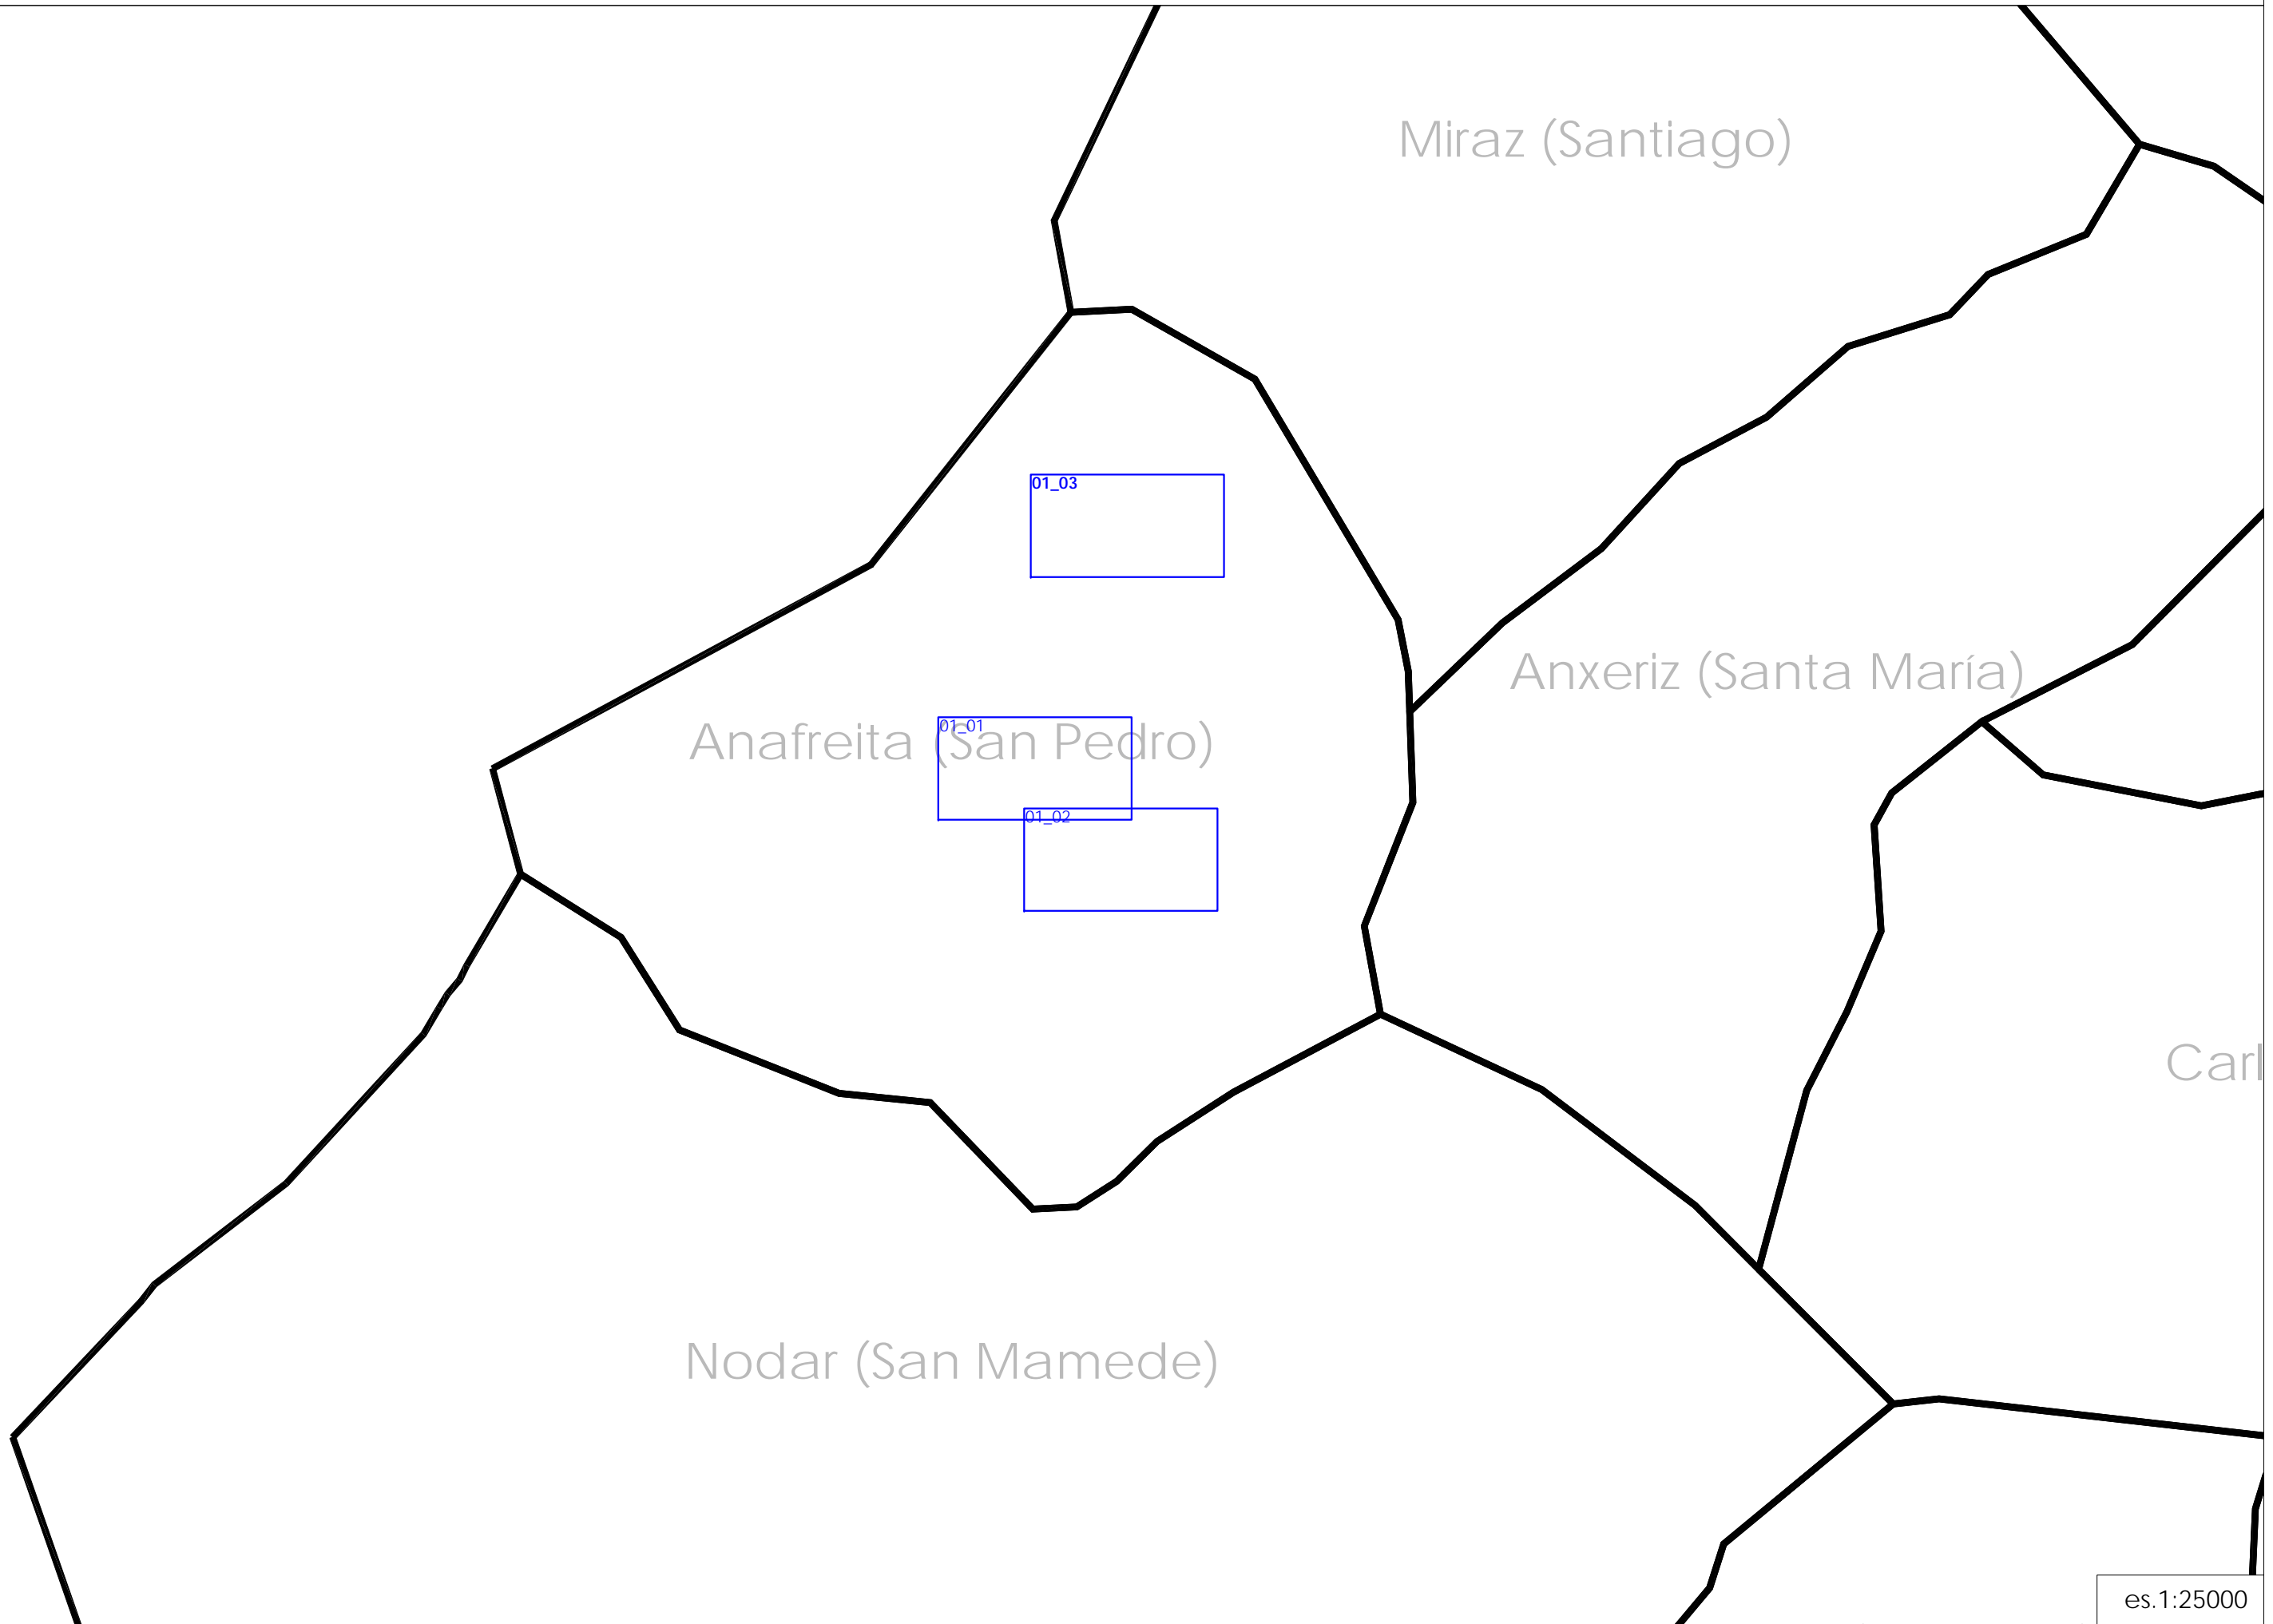 Miraz (Santiago)
01_03
Anxeriz (Santa María)
Anafreita (San Pedro)
01_01
01_02
Carl
Nodar (San Mamede)
es.1:25000